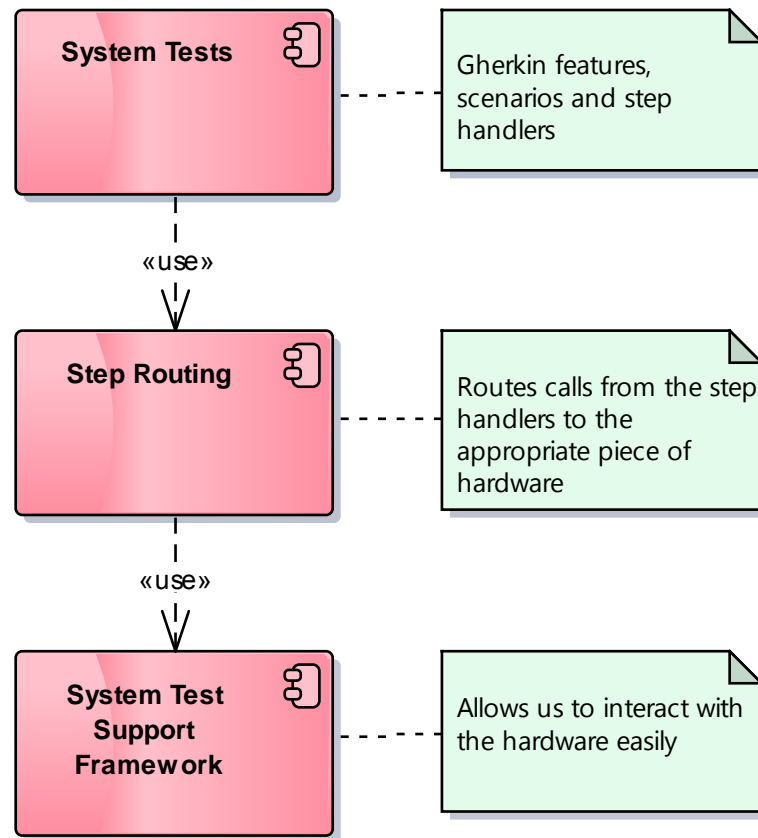 System Tests
Gherkin features,
scenarios and step
handlers
«use»
Step Routing
Routes calls from the step
handlers to the
appropriate piece of
hardware
«use»
System Test
Support
Framework
Allows us to interact with
the hardware easily